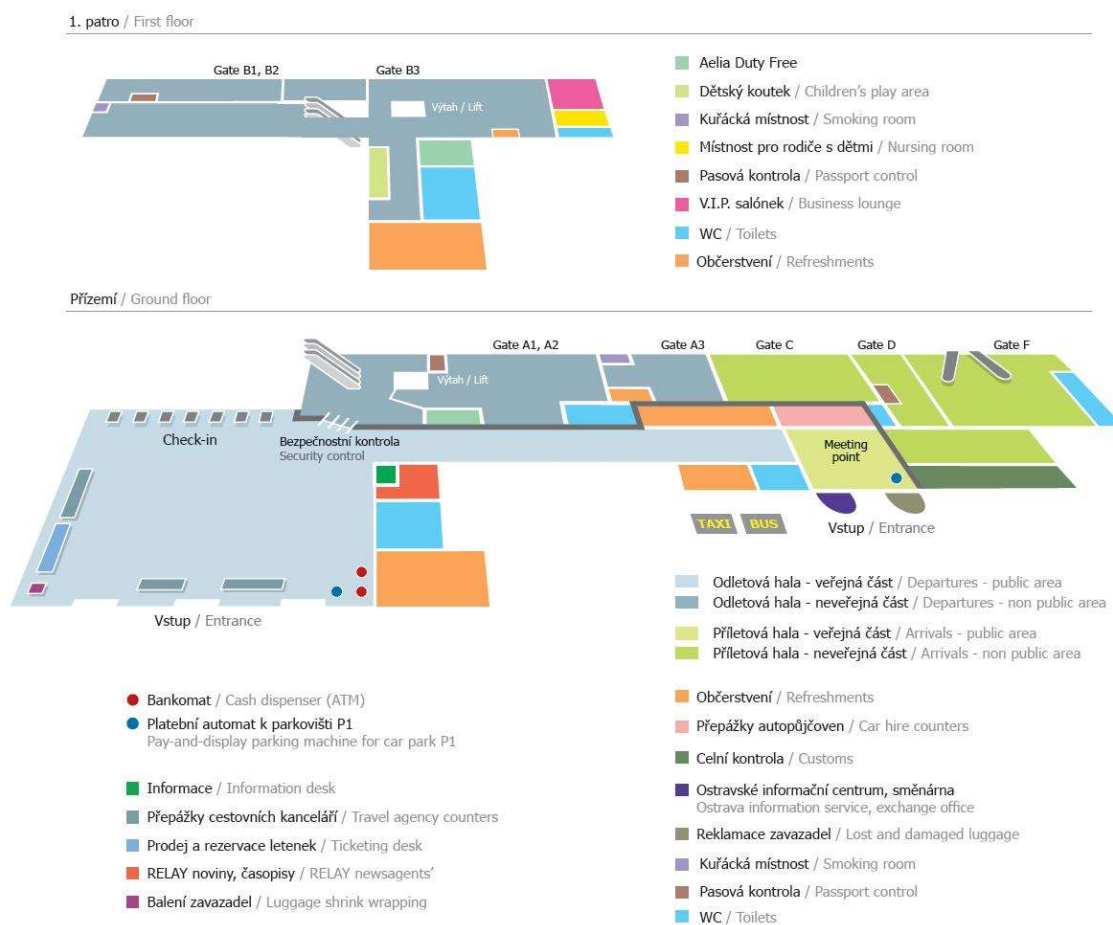 1. patro / First floor
Gate B1, B2
Gate B3
Výtah / Lift
Aelia Duty Free
Dětský koutek / Children's play area
Kuřácká místnost / Smoking room
Místnost pro rodiče s dětmi / Nursing room
Pasová kontrola / Passport control
V.I.P. salónek / Business lounge
WC / Toilets
Občerstvení / Refreshments
Přízemí / Ground floor
Gate A1, A2
Gate A3
Gate C
Gate D
Gate F
Výtah / Lift
Check-in
Bezpečnostní kontrola
Security control
Meeting
point
TAXI
BUS
Vstup / Entrance
Vstup / Entrance
Odletová hala - veřejná část / Departures - public area
Odletová hala - neveřejná část / Departures - non public area
Příletová hala - veřejná část / Arrivals - public area
Příletová hala - neveřejná část / Arrivals - non public area
Bankomat / Cash dispenser (ATM)
Platební automat k parkovišti P1
Pay-and-display parking machine for car park P1
Informace / Information desk
Přepážky cestovních kanceláří / Travel agency counters
Prodej a rezervace letenek / Ticketing desk
RELAY noviny, časopisy / RELAY newsagents'
Balení zavazadel / Luggage shrink wrapping
Občerstvení / Refreshments
Přepážky autopůjčoven / Car hire counters
Celní kontrola / Customs
Ostravské informační centrum, směnárna
Ostrava information service, exchange office
Reklamace zavazadel / Lost and damaged luggage
Kuřácká místnost / Smoking room
Pasová kontrola / Passport control
WC / Toilets